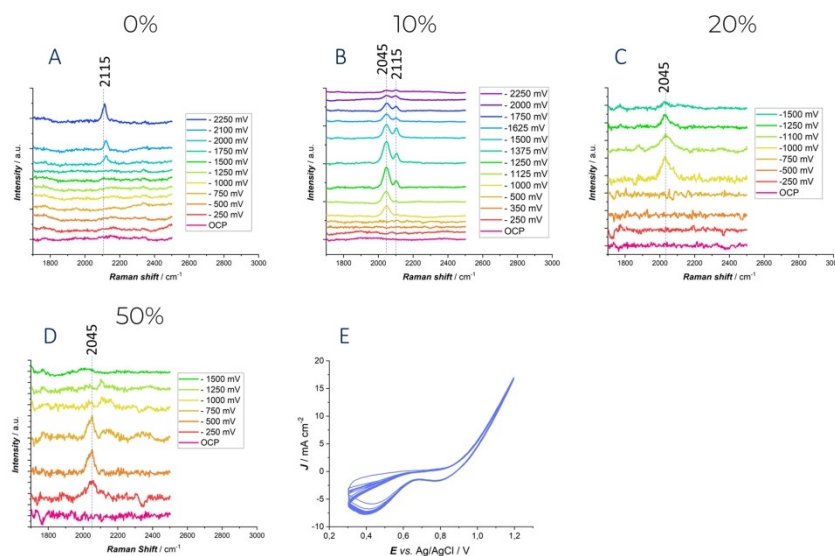 0%
10%
20%
A
2115
Intensity / a.u.
- 2250 mV
- 2100 mV
- 2000 mV
- 1750 mV
- 1500 mV
- 1250 mV
- 1000 mV
- 750 mV
- 500 mV
- 250 mV
OCP
2000 2200 2400 2600 2800 3000
Raman shift / cm-1
B
2045
2115
Intensity / a.u.
- 2250 mV
- 2000 mV
- 1750 mV
-1625 mV
- 1500 mV
- 1375 mV
- 1250 mV
- 1125 mV
- 1000 mV
- 500 mV
- 350 mV
- 250 mV
OCP
1800 2000 2200 2400 2600 2800 3000
Raman shift / cm-1
C
2045
Intensity / a.u.
-1500 mV
-1250 mV
-1100 mV
-1000 mV
-750 mV
-500 mV
-250 mV
OCP
1800 2000 2200 2400 2600 2800 3000
Raman shift / cm-1
50%
D
2045
Intensity / a.u.
- 1500 mV
- 1250 mV
- 1000 mV
- 750 mV
- 500 mV
- 250 mV
OCP
1800 2000 2200 2400 2600 2800 3000
Raman Shift / cm-1
E
J / mA cm-2
20
15
10
5
0
-5
-10
0,2 0,4 0,6 0,8 1,0 1,2
E vs. Ag/AgCl / V